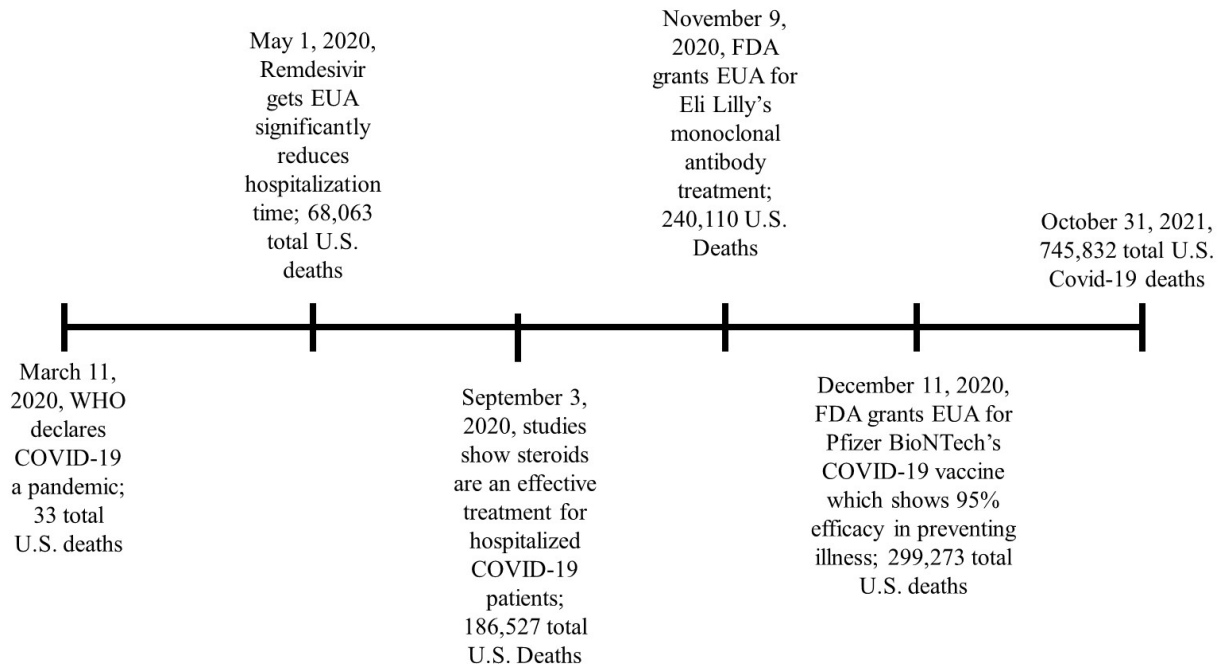 March 11,
2020, WHO
declares
COVID-19
a pandemic;
33 total
U.S. deaths
May 1, 2020,
Remdesivir
gets EUA
significantly
reduces
hospitalization
time; 68,063
total U.S.
deaths
September 3,
2020, studies
show steroids
are an effective
treatment for
hospitalized
COVID-19
patients;
186,527 total
U.S. Deaths
November 9,
2020, FDA
grants EUA for
Eli Lilly’s
monoclonal
antibody
treatment;
240,110 U.S.
Deaths
December 11, 2020,
FDA grants EUA for
Pfizer BioNTech’s
COVID-19 vaccine
which shows 95%
efficacy in preventing
illness; 299,273 total
U.S. deaths
October 31, 2021,
745,832 total U.S.
Covid-19 deaths